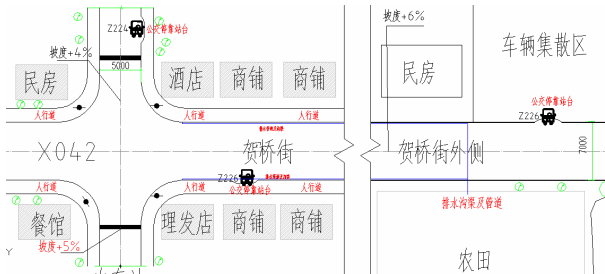 Z224
公交停靠站台
坡度+4%
坡度+6%
5000
车辆集散区
民房
酒店
商铺
商铺
民房
公交停靠站台
Z226
人行道
人行道
X042
贺桥街
贺桥街外侧
7000
Z226
人行道
人行道
公交停靠站台
排水沟渠及管道
餐馆
理发店
商铺
商铺
坡度+5%
农田